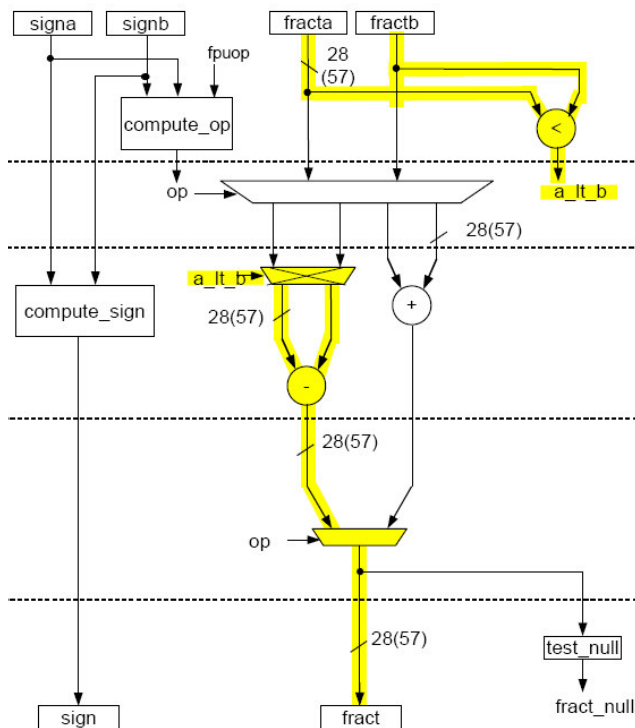 signa signb fracta fractb
fpuop
28
(57)
compute_op
<
op
a_lt_b
28(57)
a_lt_b
compute_sign
+
28(57)
-
28(57)
op
28(57)
test_null
fract_null
sign fract